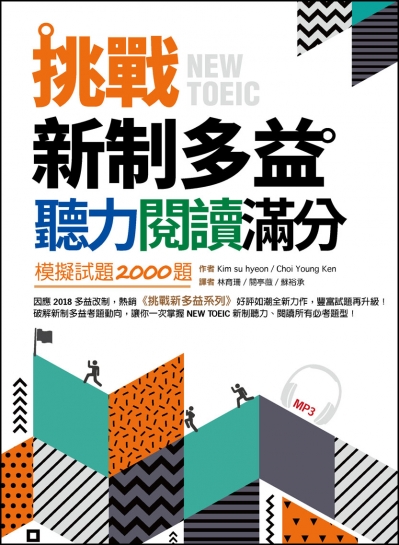 挑戰
NEW
TOEIC
新制多益
聽力閱讀滿分
模擬試題2000題
作者 Kim su hyeon / Choi Young Ken
譯者 林育珊 / 關亭薇 / 蘇裕承
因應 2018 多益改制，熱銷《挑戰新多益系列》好評如潮全新力作，豐富試題再升級！
破解新制多益考題動向，讓你一次掌握 NEW TOEIC 新制聽力、閱讀所有必考題型！
MP3